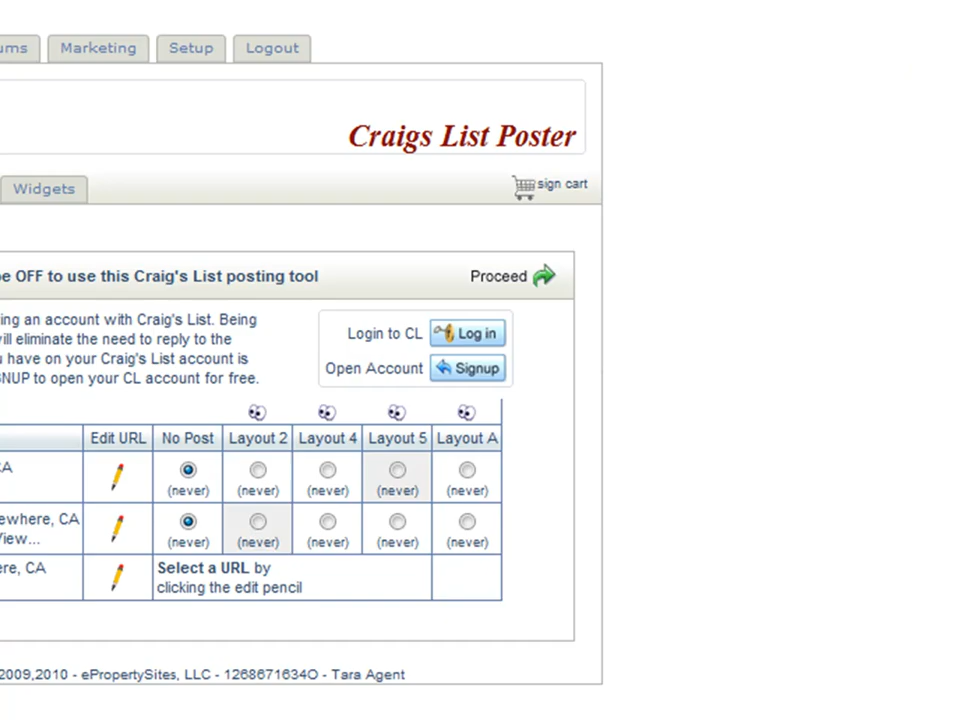 ums Marketing Setup Logout
Craigs List Poster
Widgets sign cart
e OFF to use this Craig's List posting tool Proceed
ing an account with Craig's List. Being
ill eliminate the need to reply to the
u have on your Craig's List account is
GNUP to open your CL account for free.
Login to CL Log in
Open Account Signup
Edit URL No Post Layout 2 Layout 4 Layout 5 Layout A
CA
(never) (never) (never) (never) (never)
ewhere, CA
View...
(never) (never) (never) (never) (never)
ere, CA
Select a URL by
clicking the edit pencil
2009,2010 - ePropertySites, LLC - 1268671634O - Tara Agent